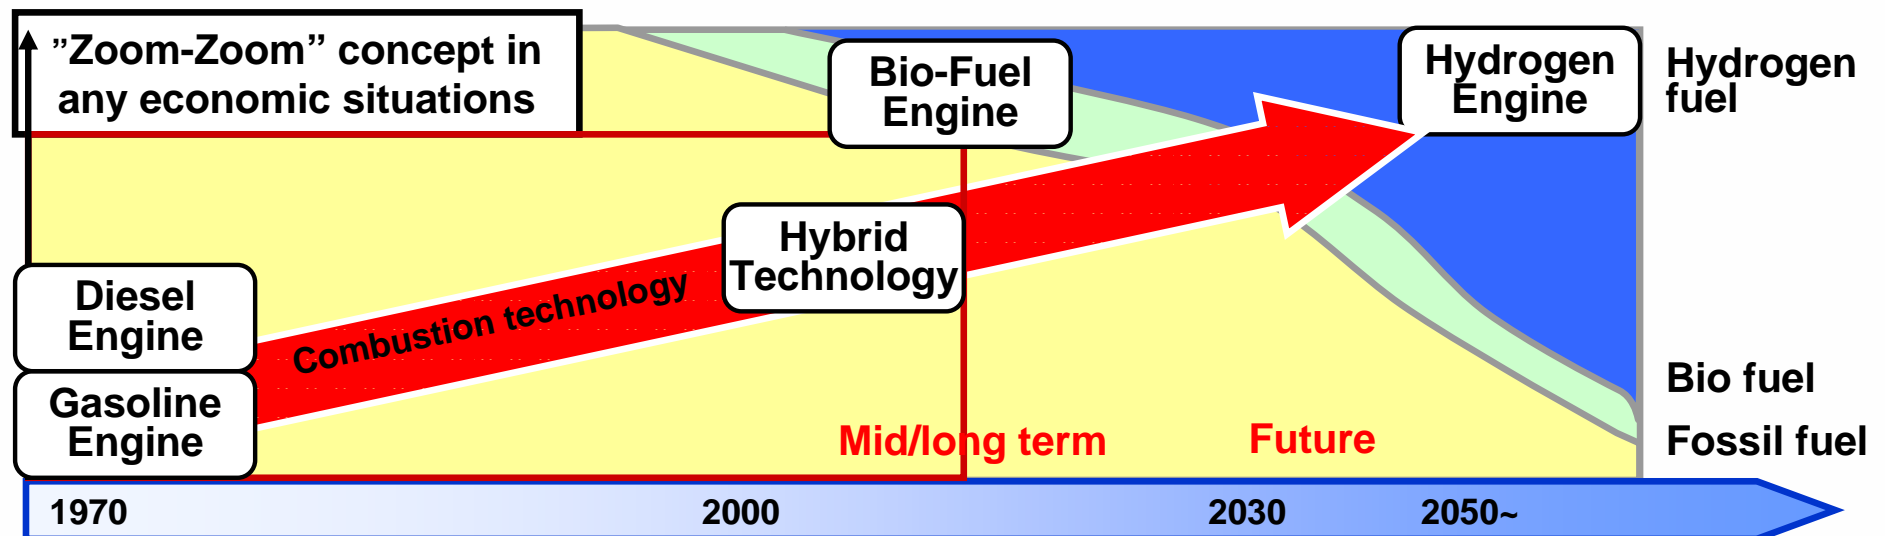 ”Zoom-Zoom” concept in
any economic situations
Bio-Fuel
Engine
Hydrogen
Engine
Hydrogen
fuel
Hybrid
Technology
Combustion technology
Diesel
Engine
Gasoline
Engine
Bio fuel
Mid/long term
Future
Fossil fuel
1970
2000
2030
2050~